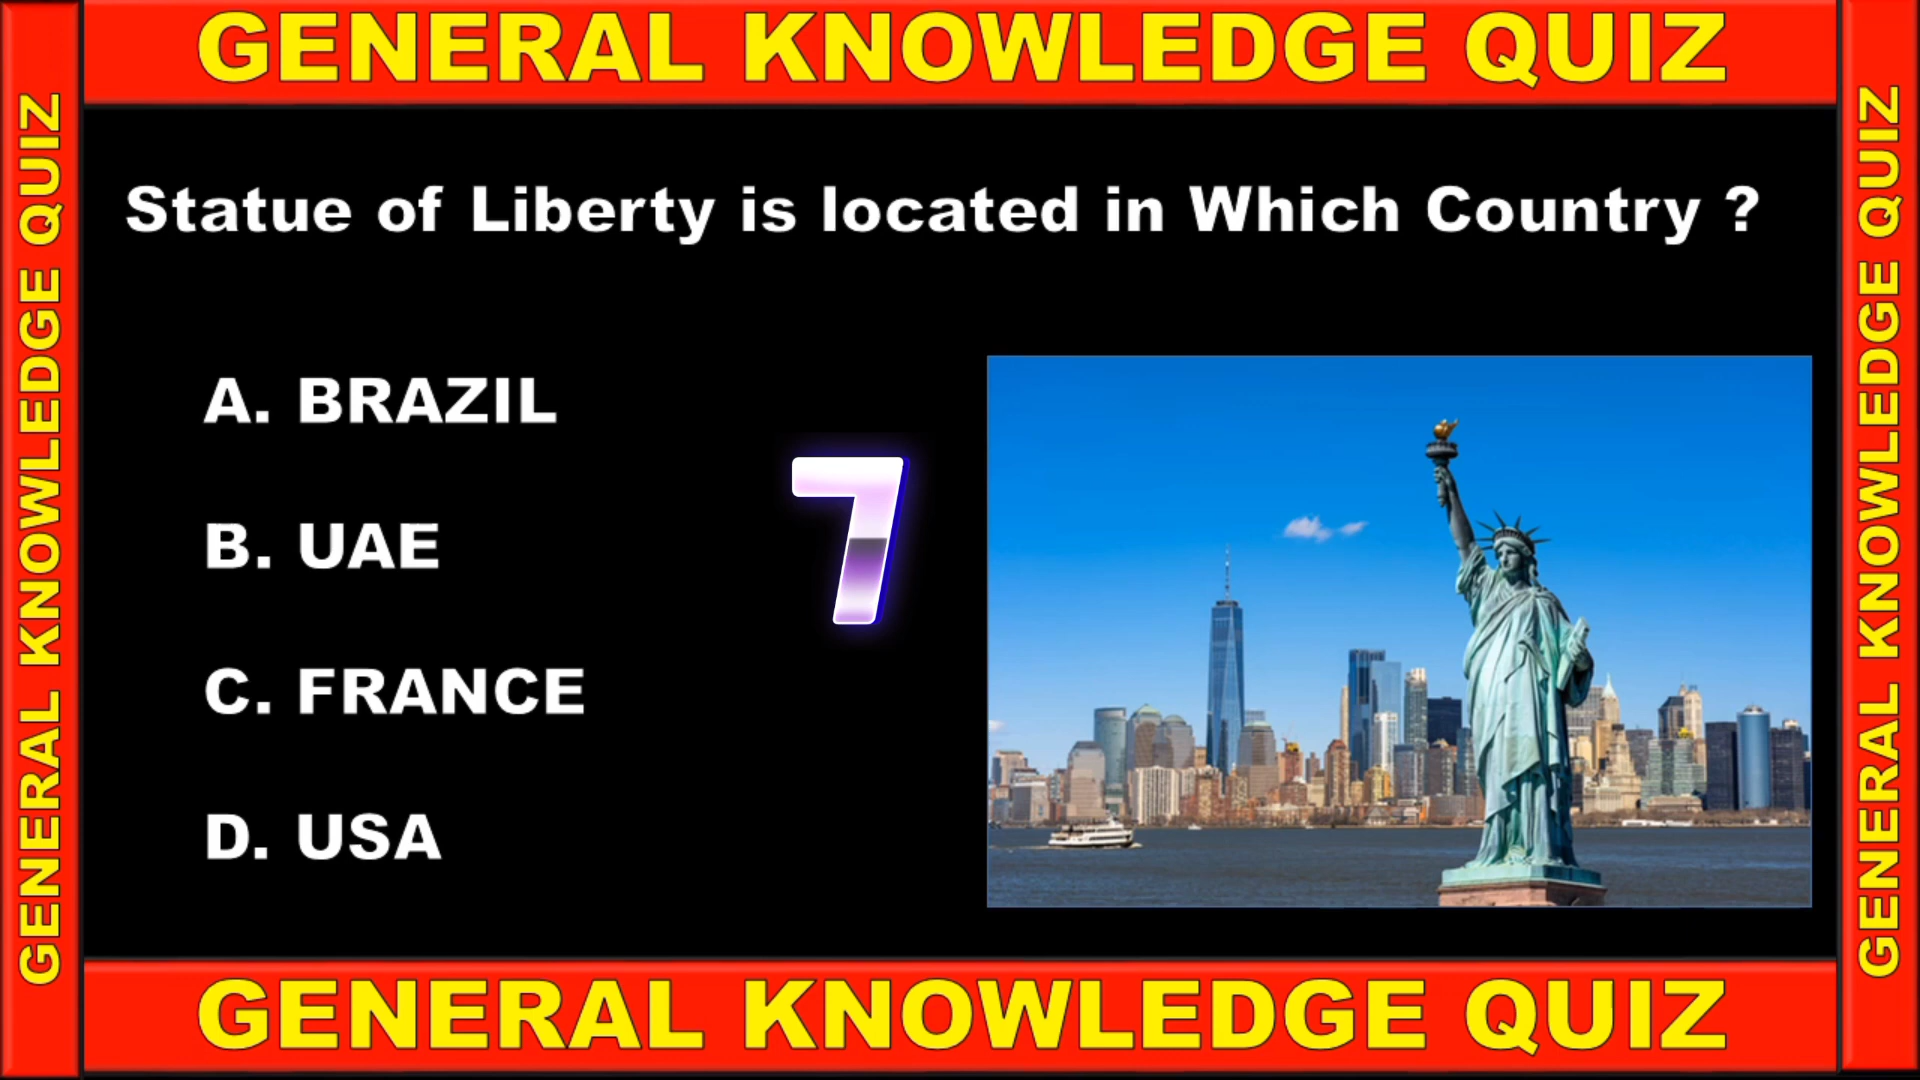 GENERAL KNOWLEDGE QUIZ
GENERAL KNOWLEDGE QUIZ
Statue of Liberty is located in Which Country ?
A. BRAZIL
B. UAE
C. FRANCE
D. USA
7
GENERAL KNOWLEDGE QUIZ
GENERAL KNOWLEDGE QUIZ